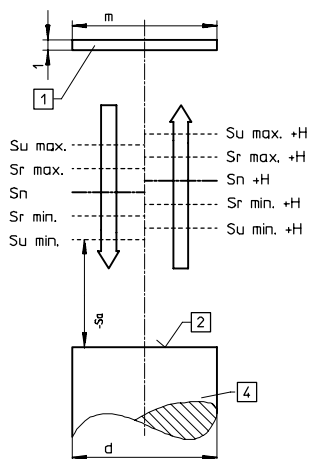 m
1
1
Su max.
Sr max.
Sn
Sr min.
Su min.
Su max. +H
Sr max. +H
Sn +H
Sr min. +H
Su min. +H
-Sa
2
4
d